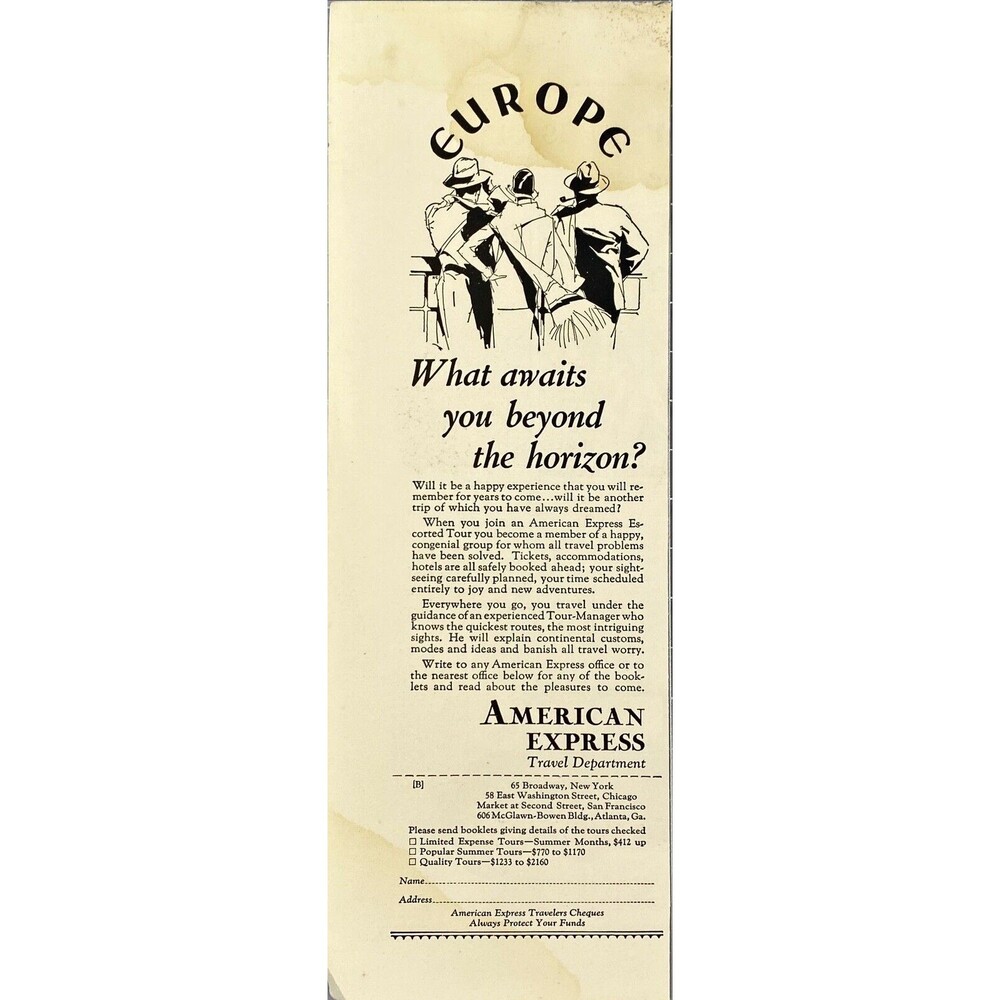 EUROPE
What awaits
you beyond
the horizon?
Will it be a happy experience that you will re-
member for years to come...will it be another
trip of which you have always dreamed?
When you join an American Express Es-
corted Tour you become a member of a happy,
congenial group for whom all travel problems
have been solved. Tickets, accommodations,
hotels are all safely booked ahead; your sight-
seeing carefully planned, your time scheduled
entirely to joy and new adventures.
Everywhere you go, you travel under the
guidance of an experienced Tour-Manager who
knows the quickest routes, the most intriguing
sights. He will explain continental customs,
modes and ideas and banish all travel worry.
Write to any American Express office or to
the nearest office below for any of the book-
lets and read about the pleasures to come.
AMERICAN
EXPRESS
Travel Department
[B] 65 Broadway, New York
58 East Washington Street, Chicago
Market at Second Street, San Francisco
606 McGlawn-Bowen Bldg., Atlanta, Ga.
Please send booklets giving details of the tours checked
☐ Limited Expense Tours—Summer Months, $412 up
☐ Popular Summer Tours—$770 to $1170
☐ Quality Tours—$1233 to $2160
Name
Address
American Express Travelers Cheques
Always Protect Your Funds